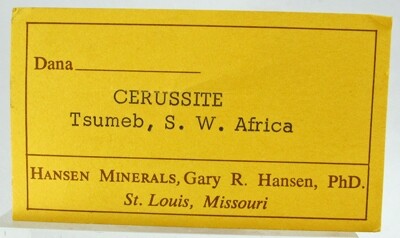 Dana
CERUSSITE
Tsumeb, S. W. Africa
HANSEN MINERALS, Gary R. Hansen, PhD.
St. Louis, Missouri